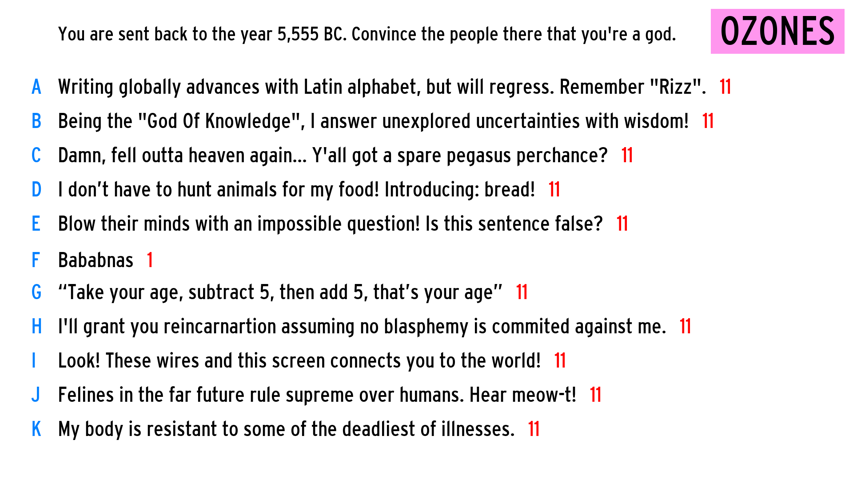 You are sent back to the year 5,555 BC. Convince the people there that you're a god.
OZONES
A Writing globally advances with Latin alphabet, but will regress. Remember "Rizz". 11
B Being the "God Of Knowledge", I answer unexplored uncertainties with wisdom! 11
C Damn, fell outta heaven again... Y'all got a spare pegasus perchance? 11
D I don’t have to hunt animals for my food! Introducing: bread! 11
E Blow their minds with an impossible question! Is this sentence false? 11
F Bababnas 1
G “Take your age, subtract 5, then add 5, that’s your age” 11
H I'll grant you reincarnartion assuming no blasphemy is commited against me. 11
I Look! These wires and this screen connects you to the world! 11
J Felines in the far future rule supreme over humans. Hear meow-t! 11
K My body is resistant to some of the deadliest of illnesses. 11